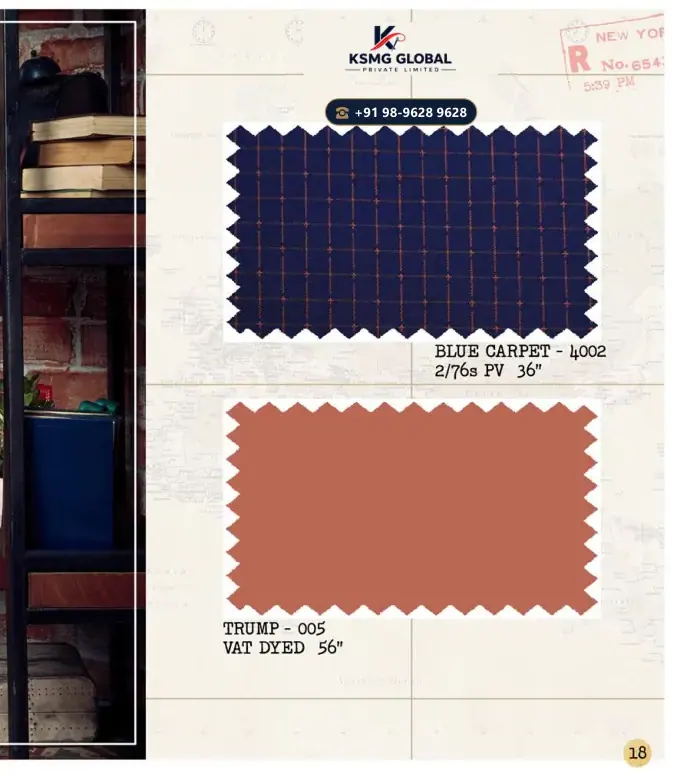 KSMG GLOBAL
PRIVATE LIMITED
NEW YOR
R No. 654
5:39 PM
+91 98-9628 9628
BLUE CARPET - 4002
2/76s PV 36"
TRUMP - 005
VAT DYED 56"
18